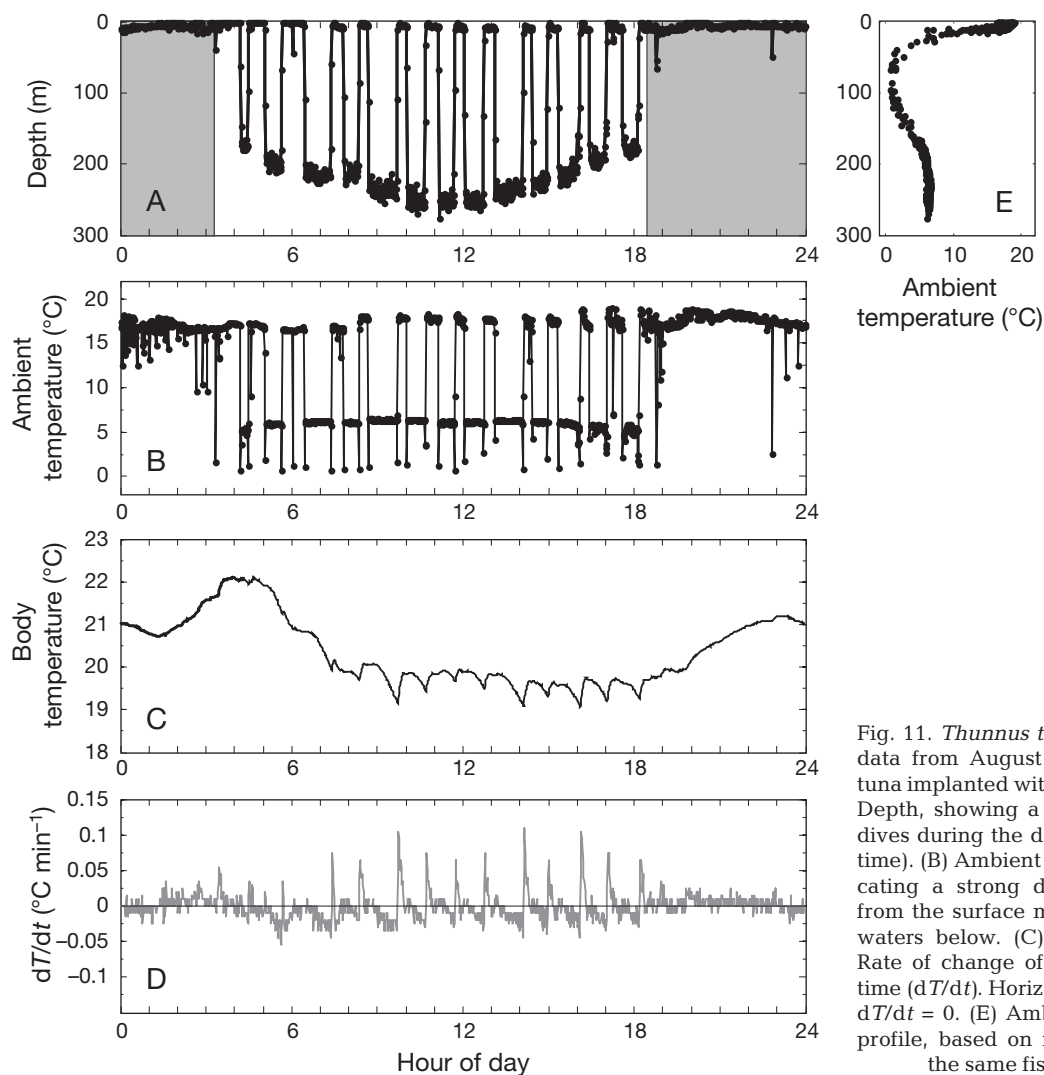 0
100
200
300
Depth (m)
A
0
6
12
18
24
0
100
200
300
E
0
10
20
Ambient
temperature (°C)
20
15
10
5
0
Ambient
temperature (°C)
B
0
6
12
18
24
23
22
21
20
19
18
Body
temperature (°C)
C
0
6
12
18
24
0.15
0.1
0.05
0
−0.05
−0.1
dT/dt (°C min⁻¹)
D
0
6
12
18
24
Hour of day
Fig. 11. Thunnus t
data from August
tuna implanted wit
Depth, showing a
dives during the d
time). (B) Ambient
cating a strong d
from the surface m
waters below. (C)
Rate of change of
time (dT/dt). Horiz
dT/dt = 0. (E) Amb
profile, based on
the same fis